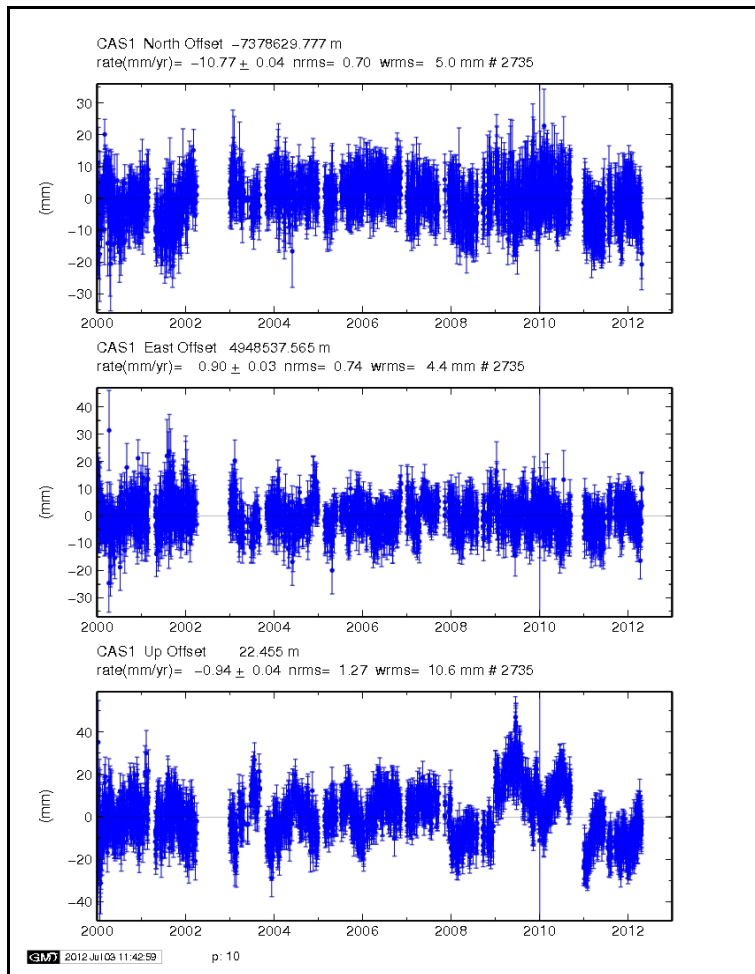 CAS1 North Offset -7378629.777 m
rate(mm/yr)= -10.77 ± 0.04 nrms= 0.70 wrms= 5.0 mm # 2735
30
20
10
0
-10
-20
-30
(mm)
2000 2002 2004 2006 2008 2010 2012
CAS1 East Offset 4948537.565 m
rate(mm/yr)= 0.90 ± 0.03 nrms= 0.74 wrms= 4.4 mm # 2735
40
30
20
10
0
-10
-20
-30
(mm)
2000 2002 2004 2006 2008 2010 2012
CAS1 Up Offset 22.455 m
rate(mm/yr)= -0.94 ± 0.04 nrms= 1.27 wrms= 10.6 mm # 2735
40
20
0
-20
-40
(mm)
2000 2002 2004 2006 2008 2010 2012
GMT 2012 Jul 03 11:42:59 p: 10